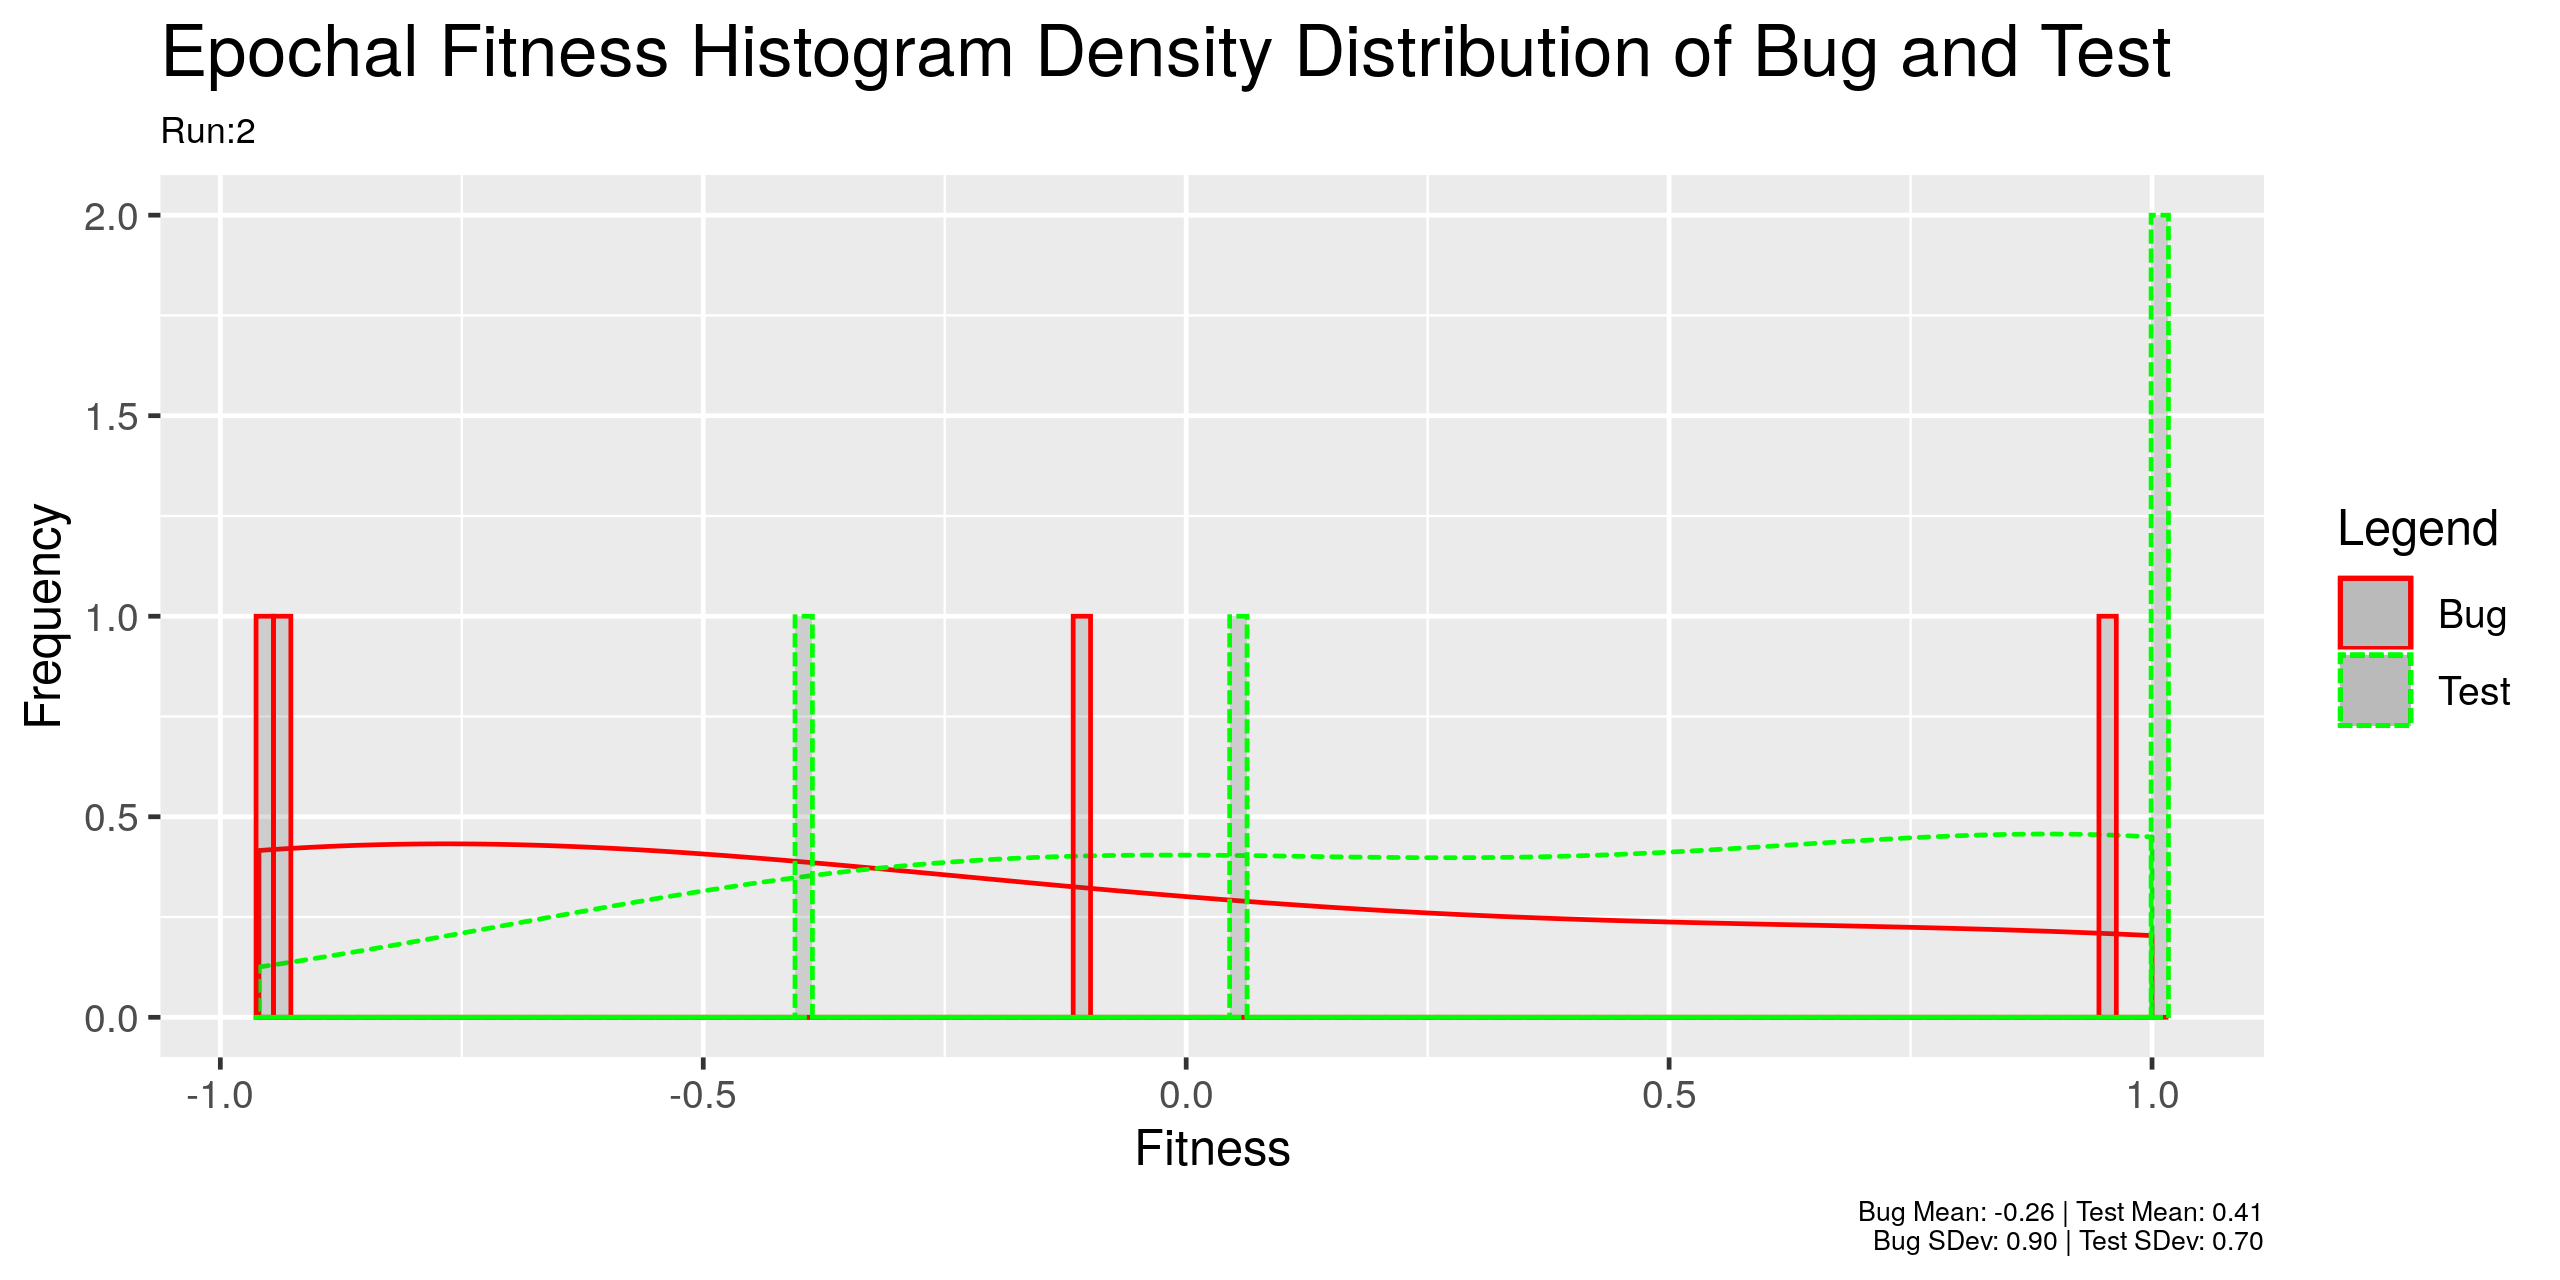 Epochal Fitness Histogram Density Distribution of Bug and Test
Run:2
2.0
1.5
1.0
0.5
0.0
Frequency
-1.0
-0.5
0.0
0.5
1.0
Fitness
Legend
Bug
Test
Bug Mean: -0.26 | Test Mean: 0.41
Bug SDev: 0.90 | Test SDev: 0.70